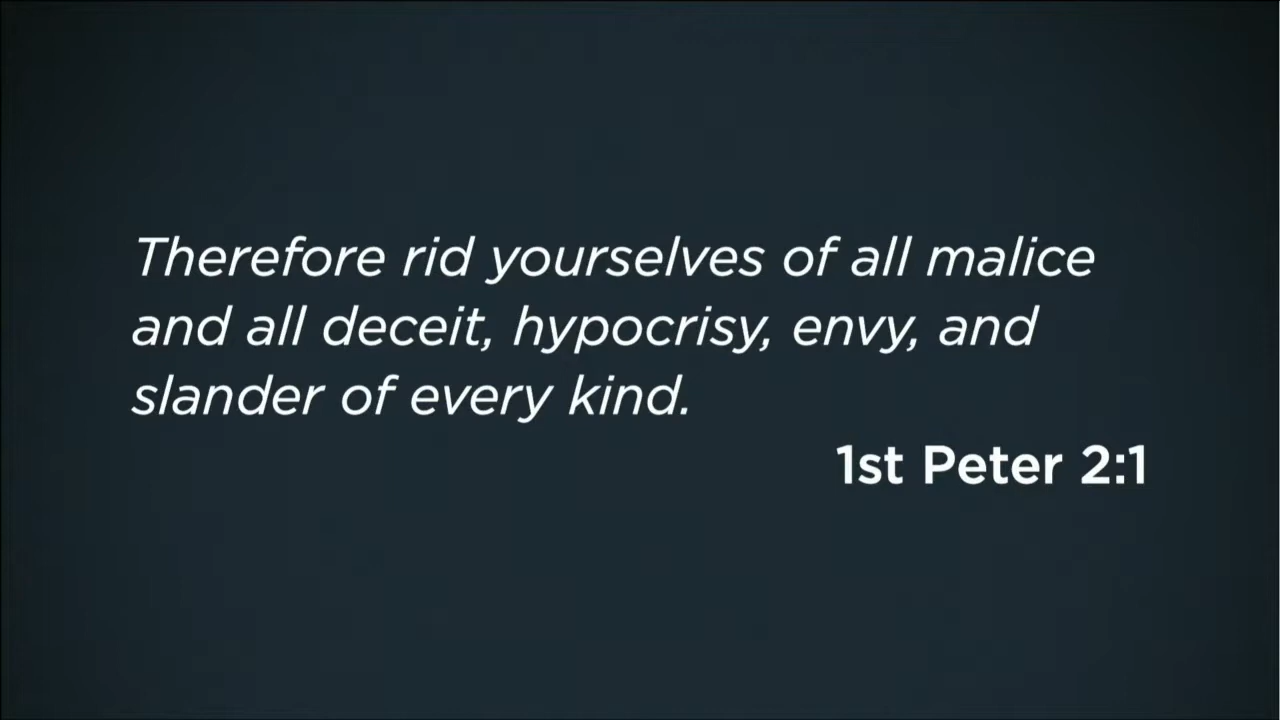 Therefore rid yourselves of all malice
and all deceit, hypocrisy, envy, and
slander of every kind.
1st Peter 2:1